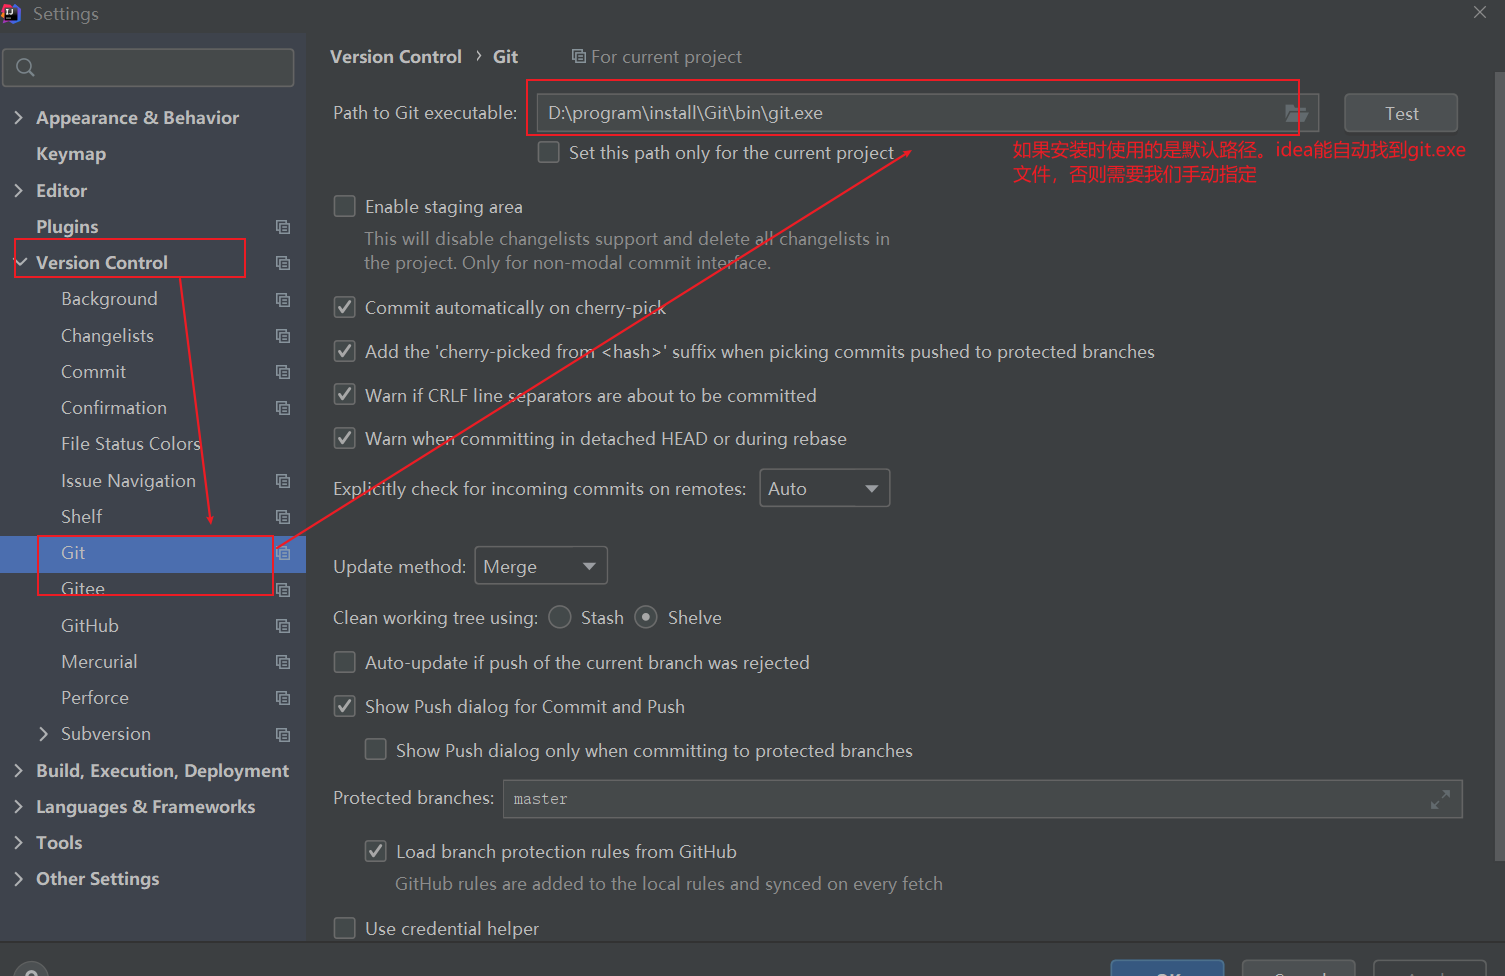 Settings
Version Control › Git For current project
Path to Git executable: D:\program\install\Git\bin\git.exe Test
Set this path only for the current project
如果安装时使用的是默认路径。idea能自动找到git.exe
文件，否则需要我们手动指定
Enable staging area
This will disable changelists support and delete all changelists in
the project. Only for non-modal commit interface.
Commit automatically on cherry-pick
Add the 'cherry-picked from <hash>' suffix when picking commits pushed to protected branches
Warn if CRLF line separators are about to be committed
Warn when committing in detached HEAD or during rebase
Explicitly check for incoming commits on remotes: Auto
Update method: Merge
Clean working tree using: Stash Shelve
Auto-update if push of the current branch was rejected
Show Push dialog for Commit and Push
Show Push dialog only when committing to protected branches
Protected branches: master
Load branch protection rules from GitHub
GitHub rules are added to the local rules and synced on every fetch
Use credential helper
Appearance & Behavior
Keymap
Editor
Plugins
Version Control
Background
Changelists
Commit
Confirmation
File Status Colors
Issue Navigation
Shelf
Git
Gitee
GitHub
Mercurial
Perforce
Subversion
Build, Execution, Deployment
Languages & Frameworks
Tools
Other Settings